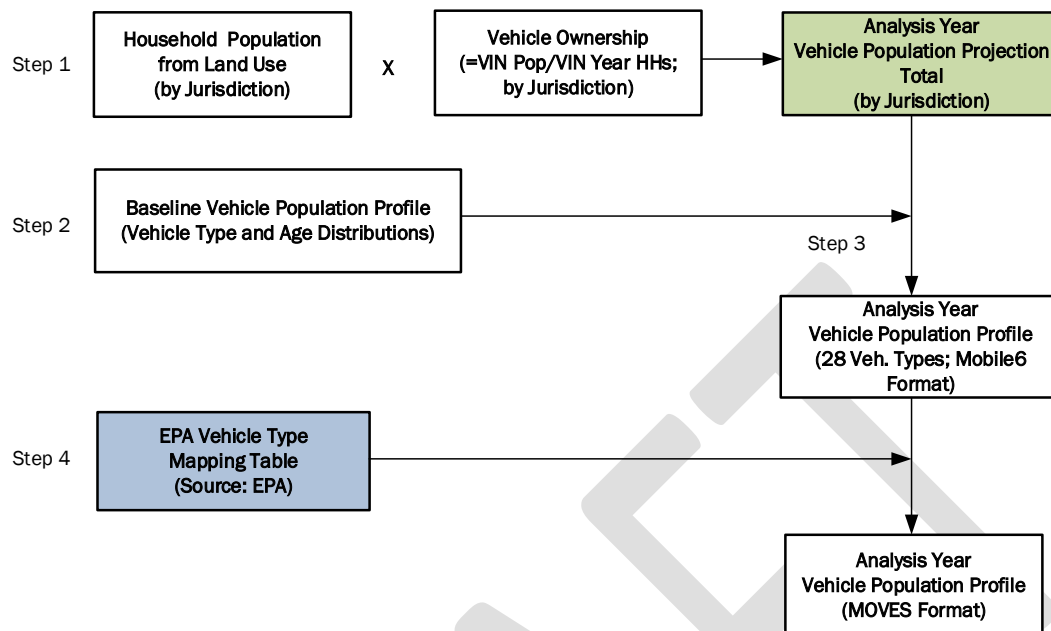 Step 1
Household Population
from Land Use
(by Jurisdiction)
X
Vehicle Ownership
(=VIN Pop/VIN Year HHs;
by Jurisdiction)
Analysis Year
Vehicle Population Projection
Total
(by Jurisdiction)
Step 2
Baseline Vehicle Population Profile
(Vehicle Type and Age Distributions)
Step 3
Analysis Year
Vehicle Population Profile
(28 Veh. Types; Mobile6
Format)
Step 4
EPA Vehicle Type
Mapping Table
(Source: EPA)
Analysis Year
Vehicle Population Profile
(MOVES Format)